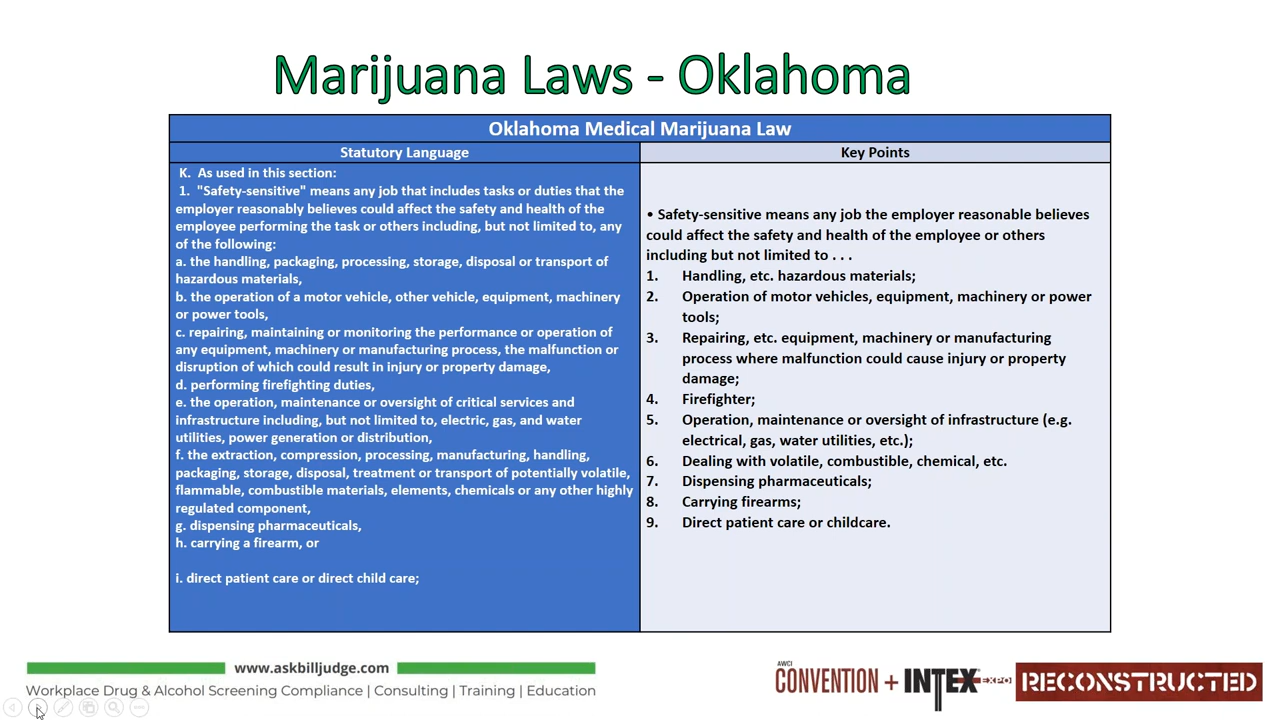 Marijuana Laws - Oklahoma
Oklahoma Medical Marijuana Law
Statutory Language
K. As used in this section:
1. "Safety-sensitive" means any job that includes tasks or duties that the
employer reasonably believes could affect the safety and health of the
employee performing the task or others including, but not limited to, any
of the following:
a. the handling, packaging, processing, storage, disposal or transport of
hazardous materials,
b. the operation of a motor vehicle, other vehicle, equipment, machinery
or power tools,
c. repairing, maintaining or monitoring the performance or operation of
any equipment, machinery or manufacturing process, the malfunction or
disruption of which could result in injury or property damage,
d. performing firefighting duties,
e. the operation, maintenance or oversight of critical services and
infrastructure including, but not limited to, electric, gas, and water
utilities, power generation or distribution,
f. the extraction, compression, processing, manufacturing, handling,
packaging, storage, disposal, treatment or transport of potentially volatile,
flammable, combustible materials, elements, chemicals or any other highly
regulated component,
g. dispensing pharmaceuticals,
h. carrying a firearm, or
i. direct patient care or direct child care;
Key Points
• Safety-sensitive means any job the employer reasonable believes
could affect the safety and health of the employee or others
including but not limited to . . .
1. Handling, etc. hazardous materials;
2. Operation of motor vehicles, equipment, machinery or power
tools;
3. Repairing, etc. equipment, machinery or manufacturing
process where malfunction could cause injury or property
damage;
4. Firefighter;
5. Operation, maintenance or oversight of infrastructure (e.g.
electrical, gas, water utilities, etc.);
6. Dealing with volatile, combustible, chemical, etc.
7. Dispensing pharmaceuticals;
8. Carrying firearms;
9. Direct patient care or childcare.
www.askbilljudge.com
Workplace Drug & Alcohol Screening Compliance | Consulting | Training | Education
AWCI
CONVENTION + INTEX EXPO RECONSTRUCTED